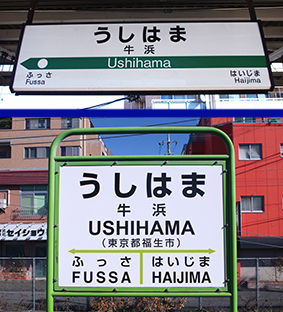 うしはま
牛浜
Ushihama
ふっさ はいじま
Fussa Haijima
うしはま
牛浜
USHIHAMA
(東京都福生市)
ふっさ はいじま
FUSSA HAIJIMA
セイショウ